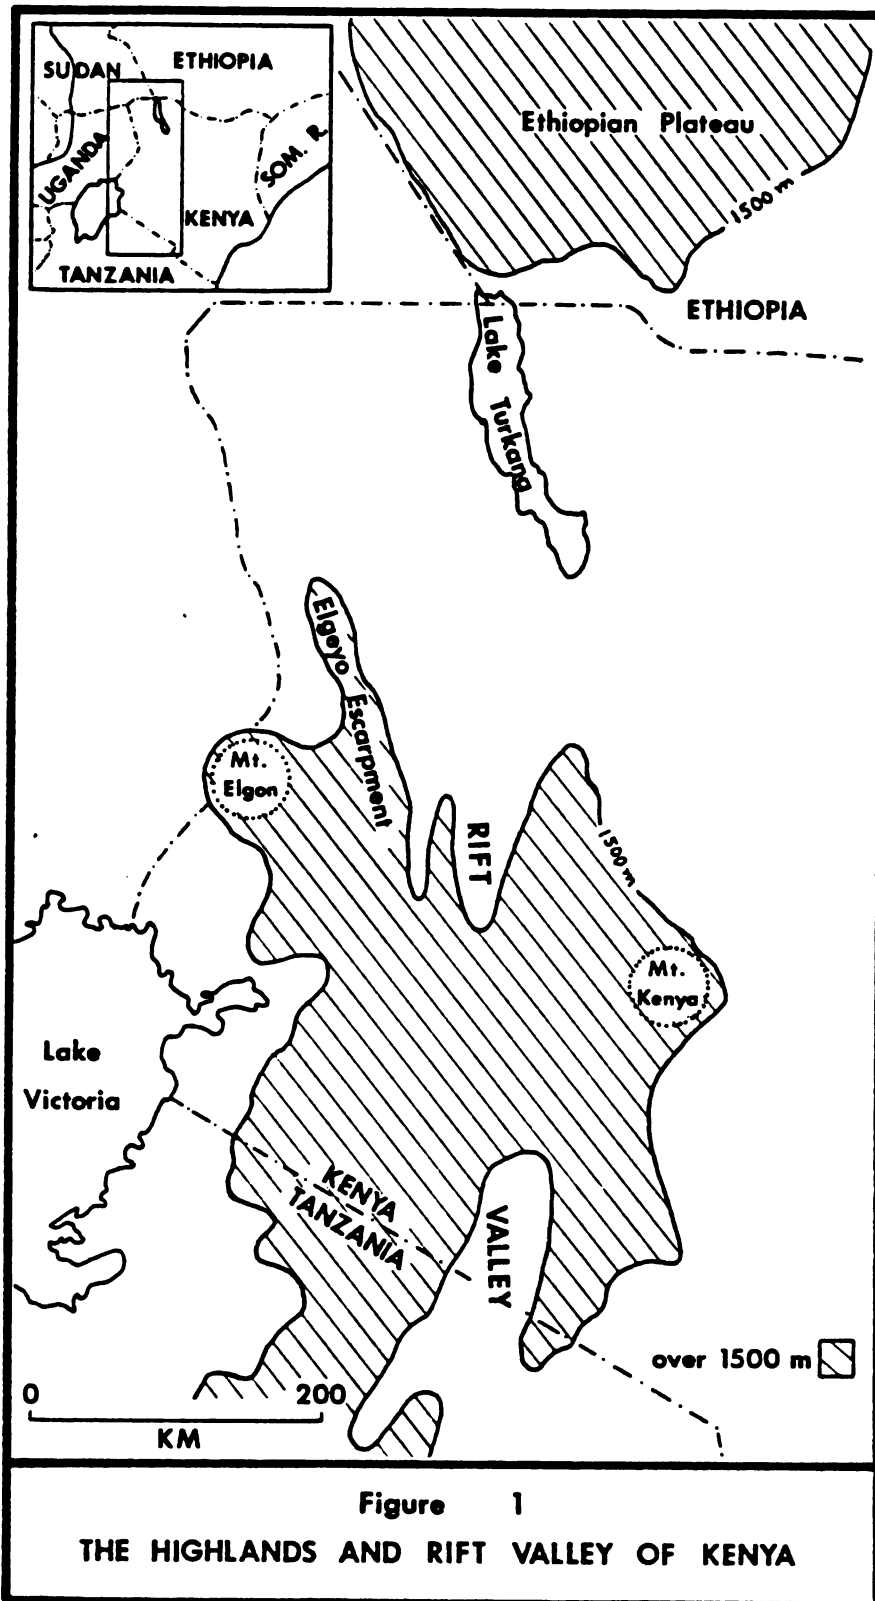 SUDAN
ETHIOPIA
UGANDA
SOM. R.
KENYA
TANZANIA
Ethiopian Plateau
1500 m
ETHIOPIA
Lake Turkana
Elgeyo Escarpment
Mt.
Elgon
RIFT
1500 m
Mt.
Kenya
Lake
Victoria
KENYA
TANZANIA
VALLEY
over 1500 m
0 200
KM
Figure 1
THE HIGHLANDS AND RIFT VALLEY OF KENYA